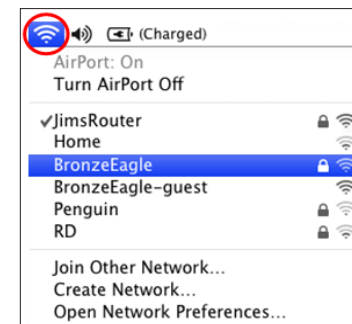 (Charged)
AirPort: On
Turn AirPort Off
JimsRouter
Home
BronzeEagle
BronzeEagle-guest
Penguin
RD
Join Other Network...
Create Network...
Open Network Preferences...